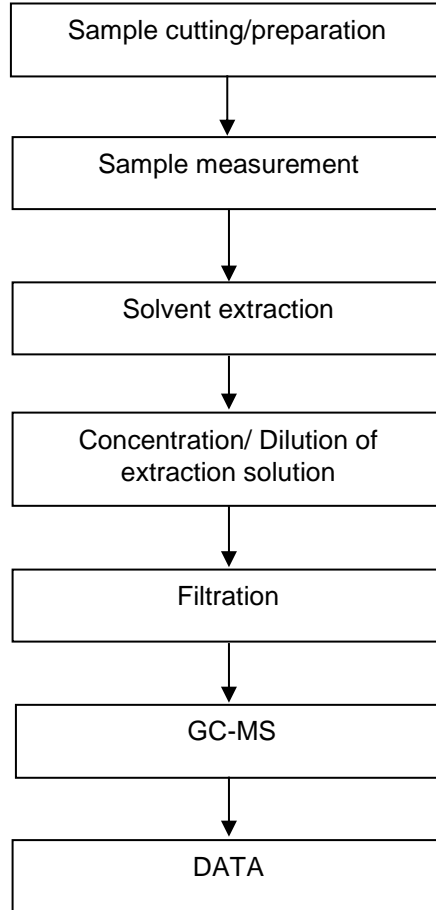 Sample cutting/preparation
Sample measurement
Solvent extraction
Concentration/ Dilution of
extraction solution
Filtration
GC-MS
DATA